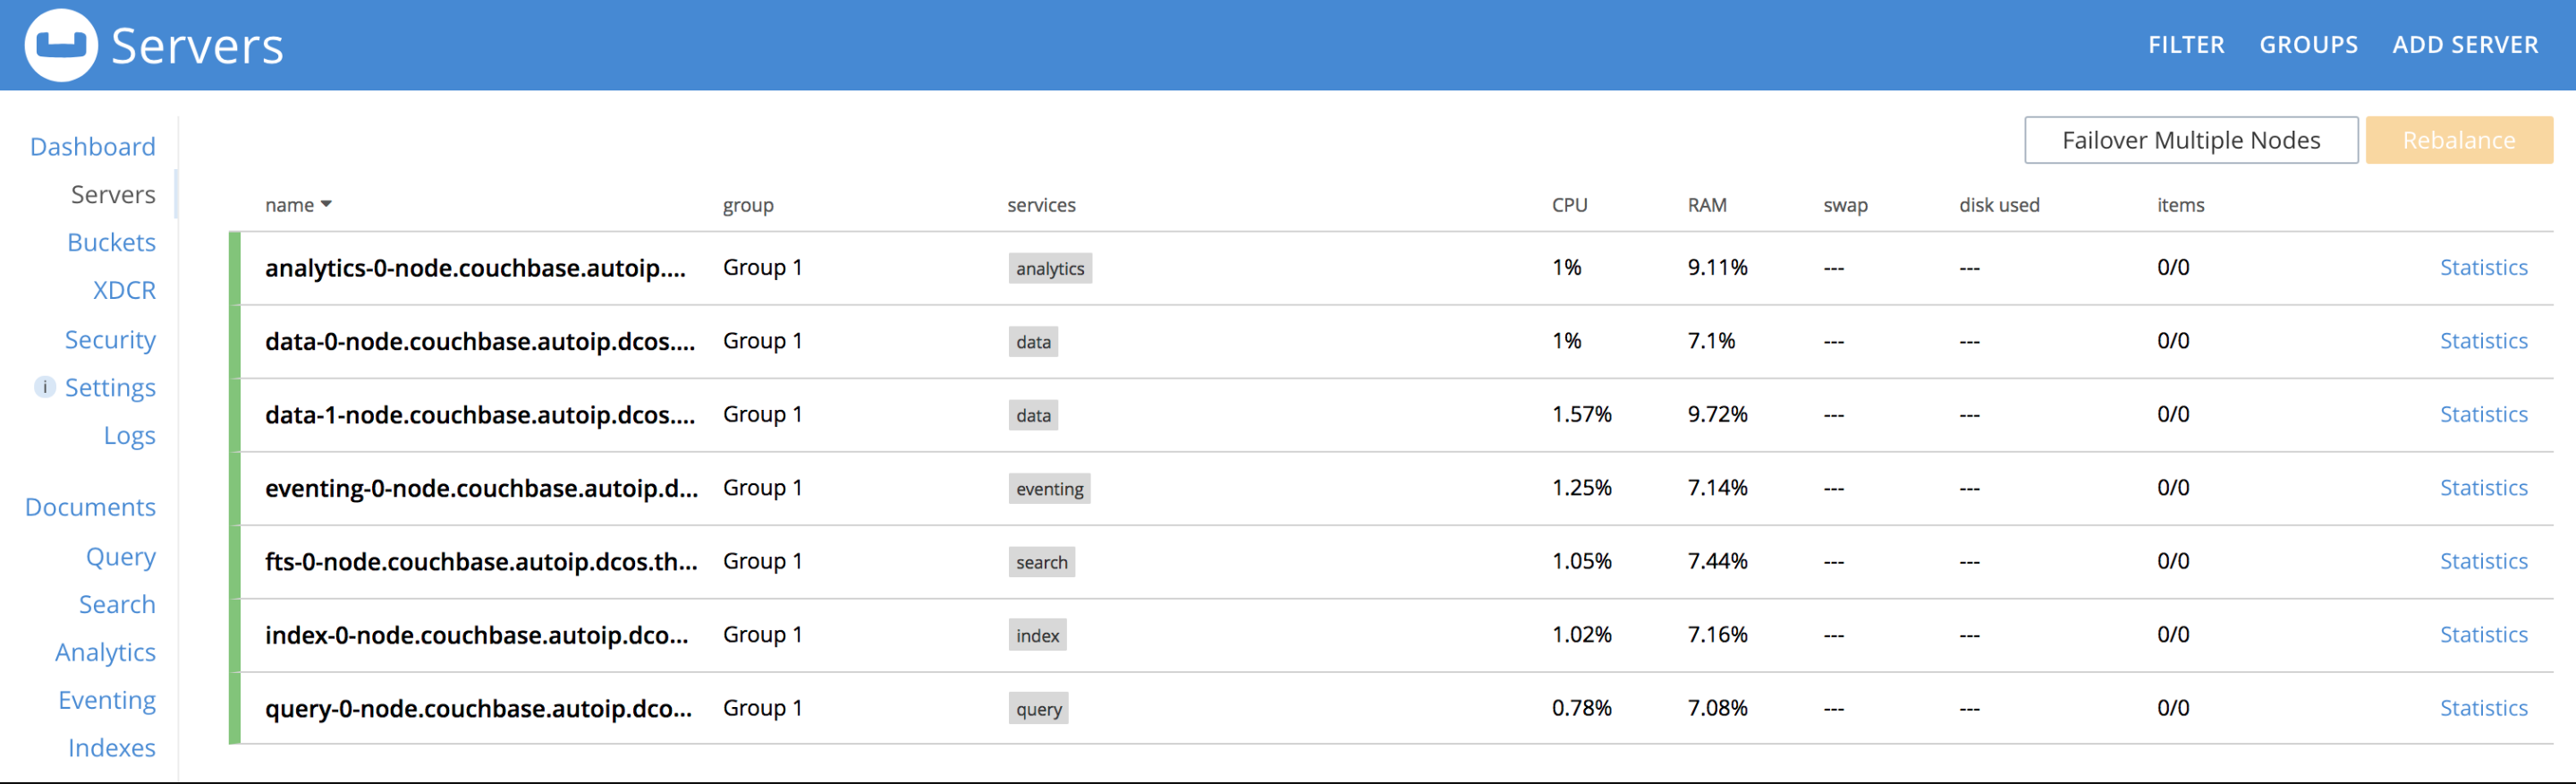 Servers
FILTER GROUPS ADD SERVER
Dashboard
Servers
Buckets
XDCR
Security
i Settings
Logs
Documents
Query
Search
Analytics
Eventing
Indexes
Failover Multiple Nodes Rebalance
name group services CPU RAM swap disk used items
analytics-0-node.couchbase.autoip.... Group 1 analytics 1% 9.11% --- --- 0/0 Statistics
data-0-node.couchbase.autoip.dcos.... Group 1 data 1% 7.1% --- --- 0/0 Statistics
data-1-node.couchbase.autoip.dcos.... Group 1 data 1.57% 9.72% --- --- 0/0 Statistics
eventing-0-node.couchbase.autoip.d... Group 1 eventing 1.25% 7.14% --- --- 0/0 Statistics
fts-0-node.couchbase.autoip.dcos.th... Group 1 search 1.05% 7.44% --- --- 0/0 Statistics
index-0-node.couchbase.autoip.dco... Group 1 index 1.02% 7.16% --- --- 0/0 Statistics
query-0-node.couchbase.autoip.dco... Group 1 query 0.78% 7.08% --- --- 0/0 Statistics